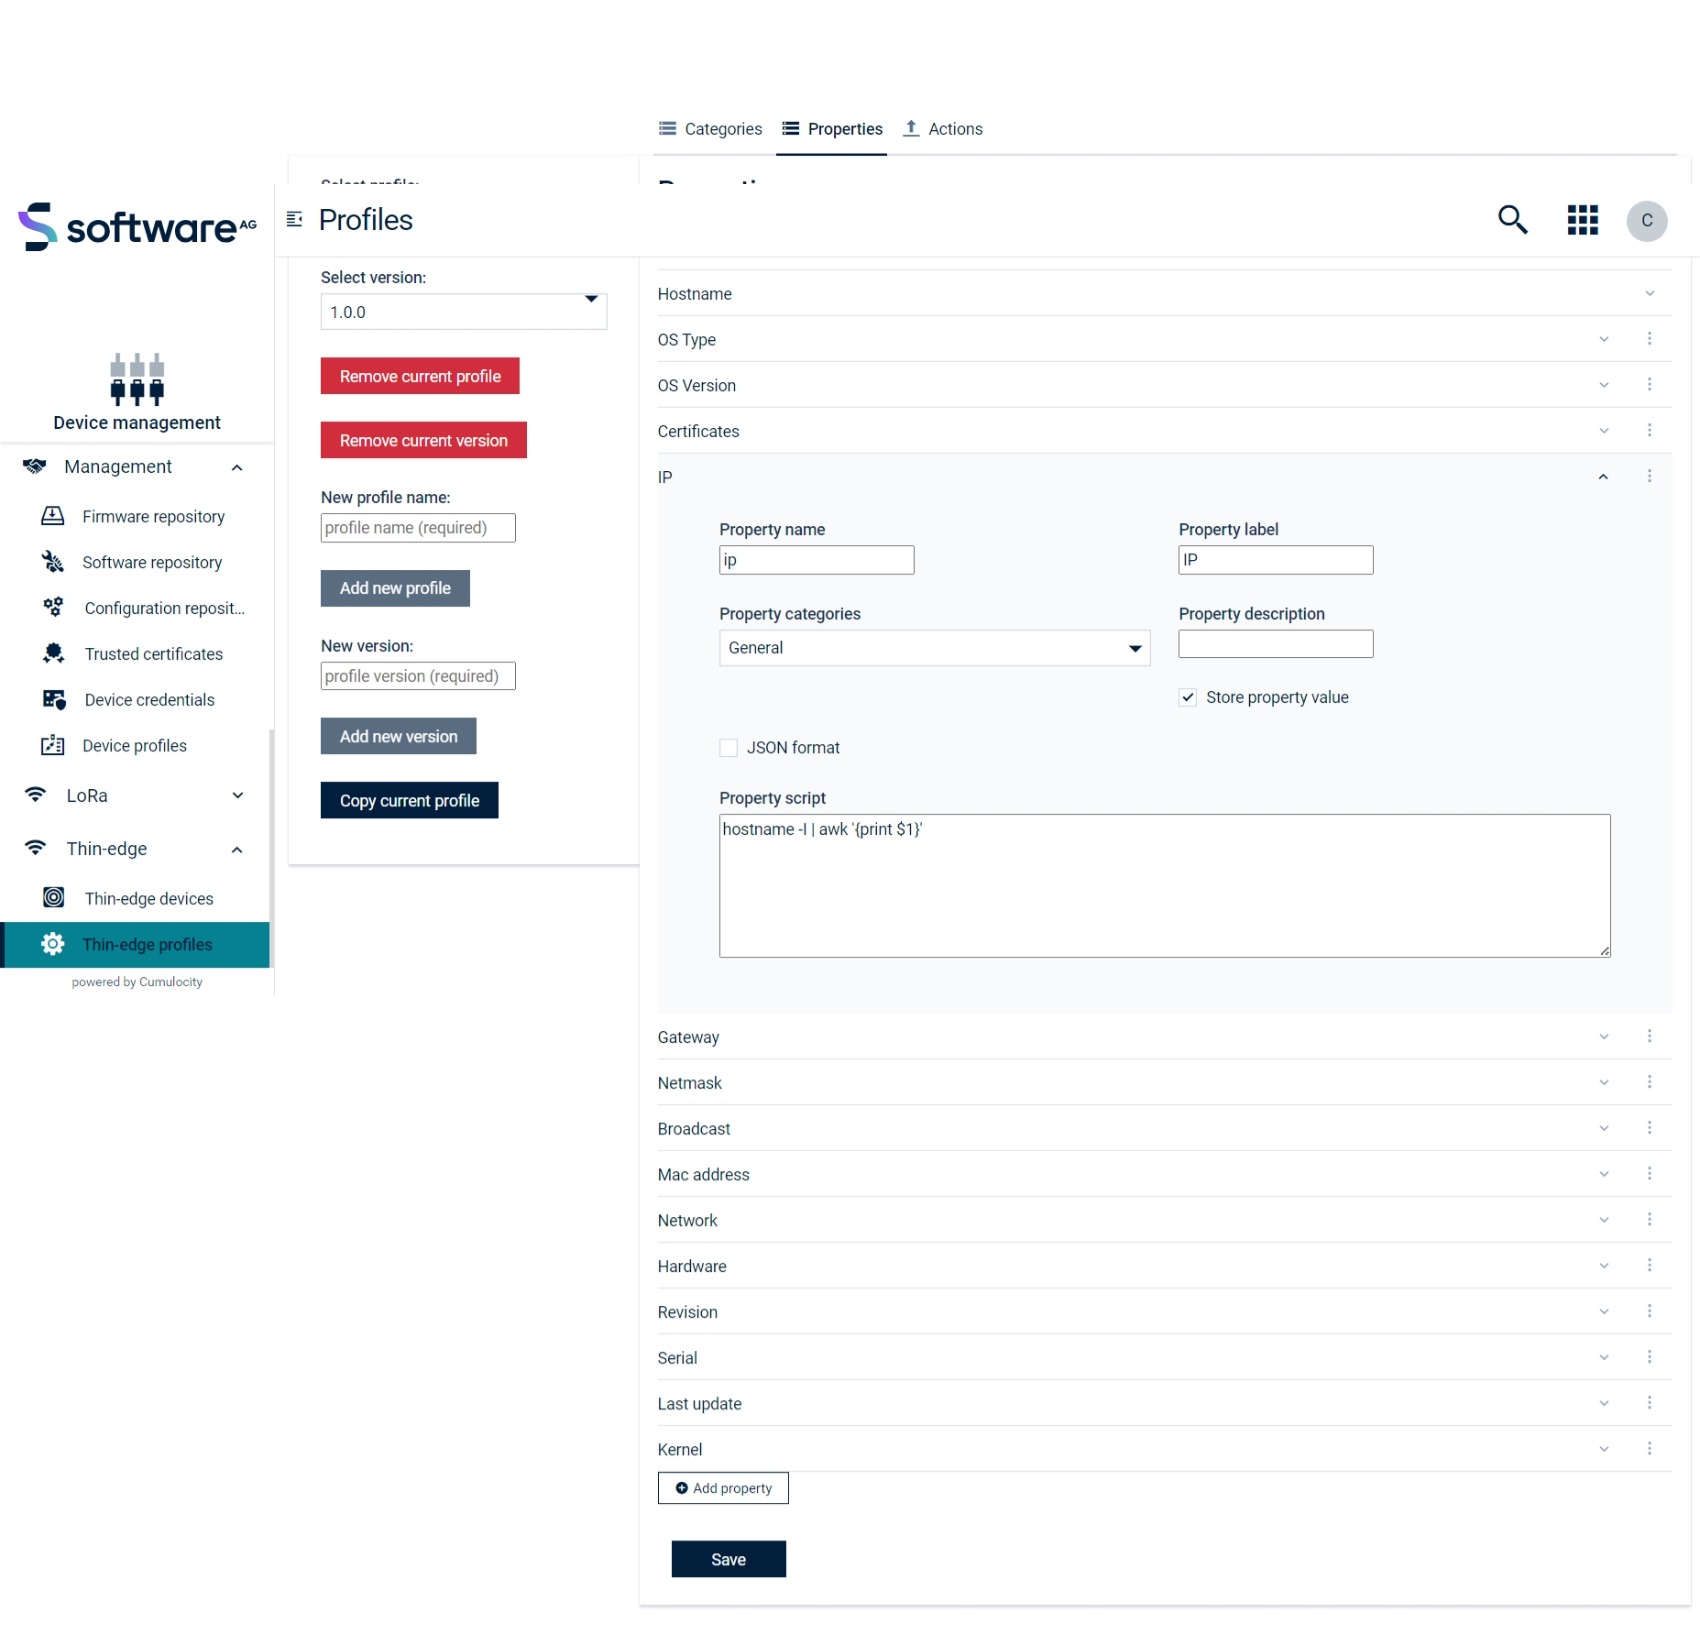 Categories
Properties
Actions
software AG
Profiles
C
Device management
Management
Firmware repository
Software repository
Configuration reposit...
Trusted certificates
Device credentials
Device profiles
LoRa
Thin-edge
Thin-edge devices
Thin-edge profiles
powered by Cumulocity
Select version:
1.0.0
Remove current profile
Remove current version
New profile name:
profile name (required)
Add new profile
New version:
profile version (required)
Add new version
Copy current profile
Hostname
OS Type
OS Version
Certificates
IP
Property name
ip
Property label
IP
Property categories
General
Property description
Store property value
JSON format
Property script
hostname -I | awk '{print $1}'
Gateway
Netmask
Broadcast
Mac address
Network
Hardware
Revision
Serial
Last update
Kernel
Add property
Save